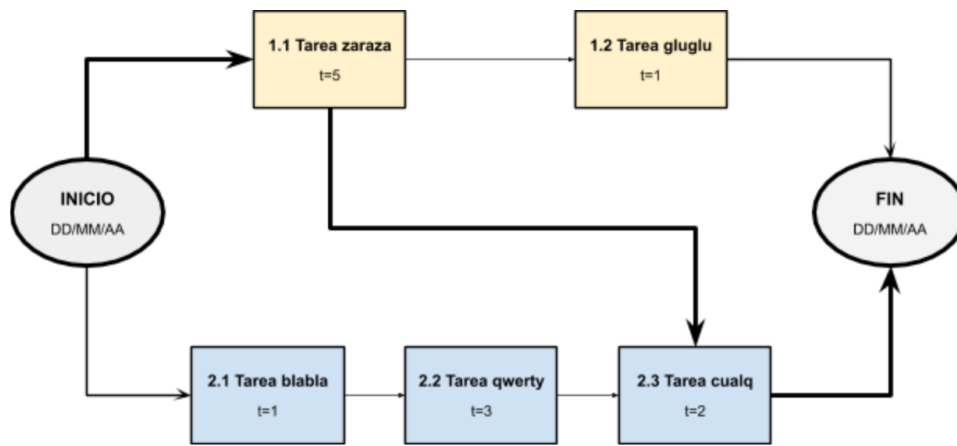 1.1 Tarea zaraza
t=5
1.2 Tarea gluglu
t=1
INICIO
DD/MM/AA
FIN
DD/MM/AA
2.1 Tarea blabla
t=1
2.2 Tarea qwerty
t=3
2.3 Tarea cualq
t=2